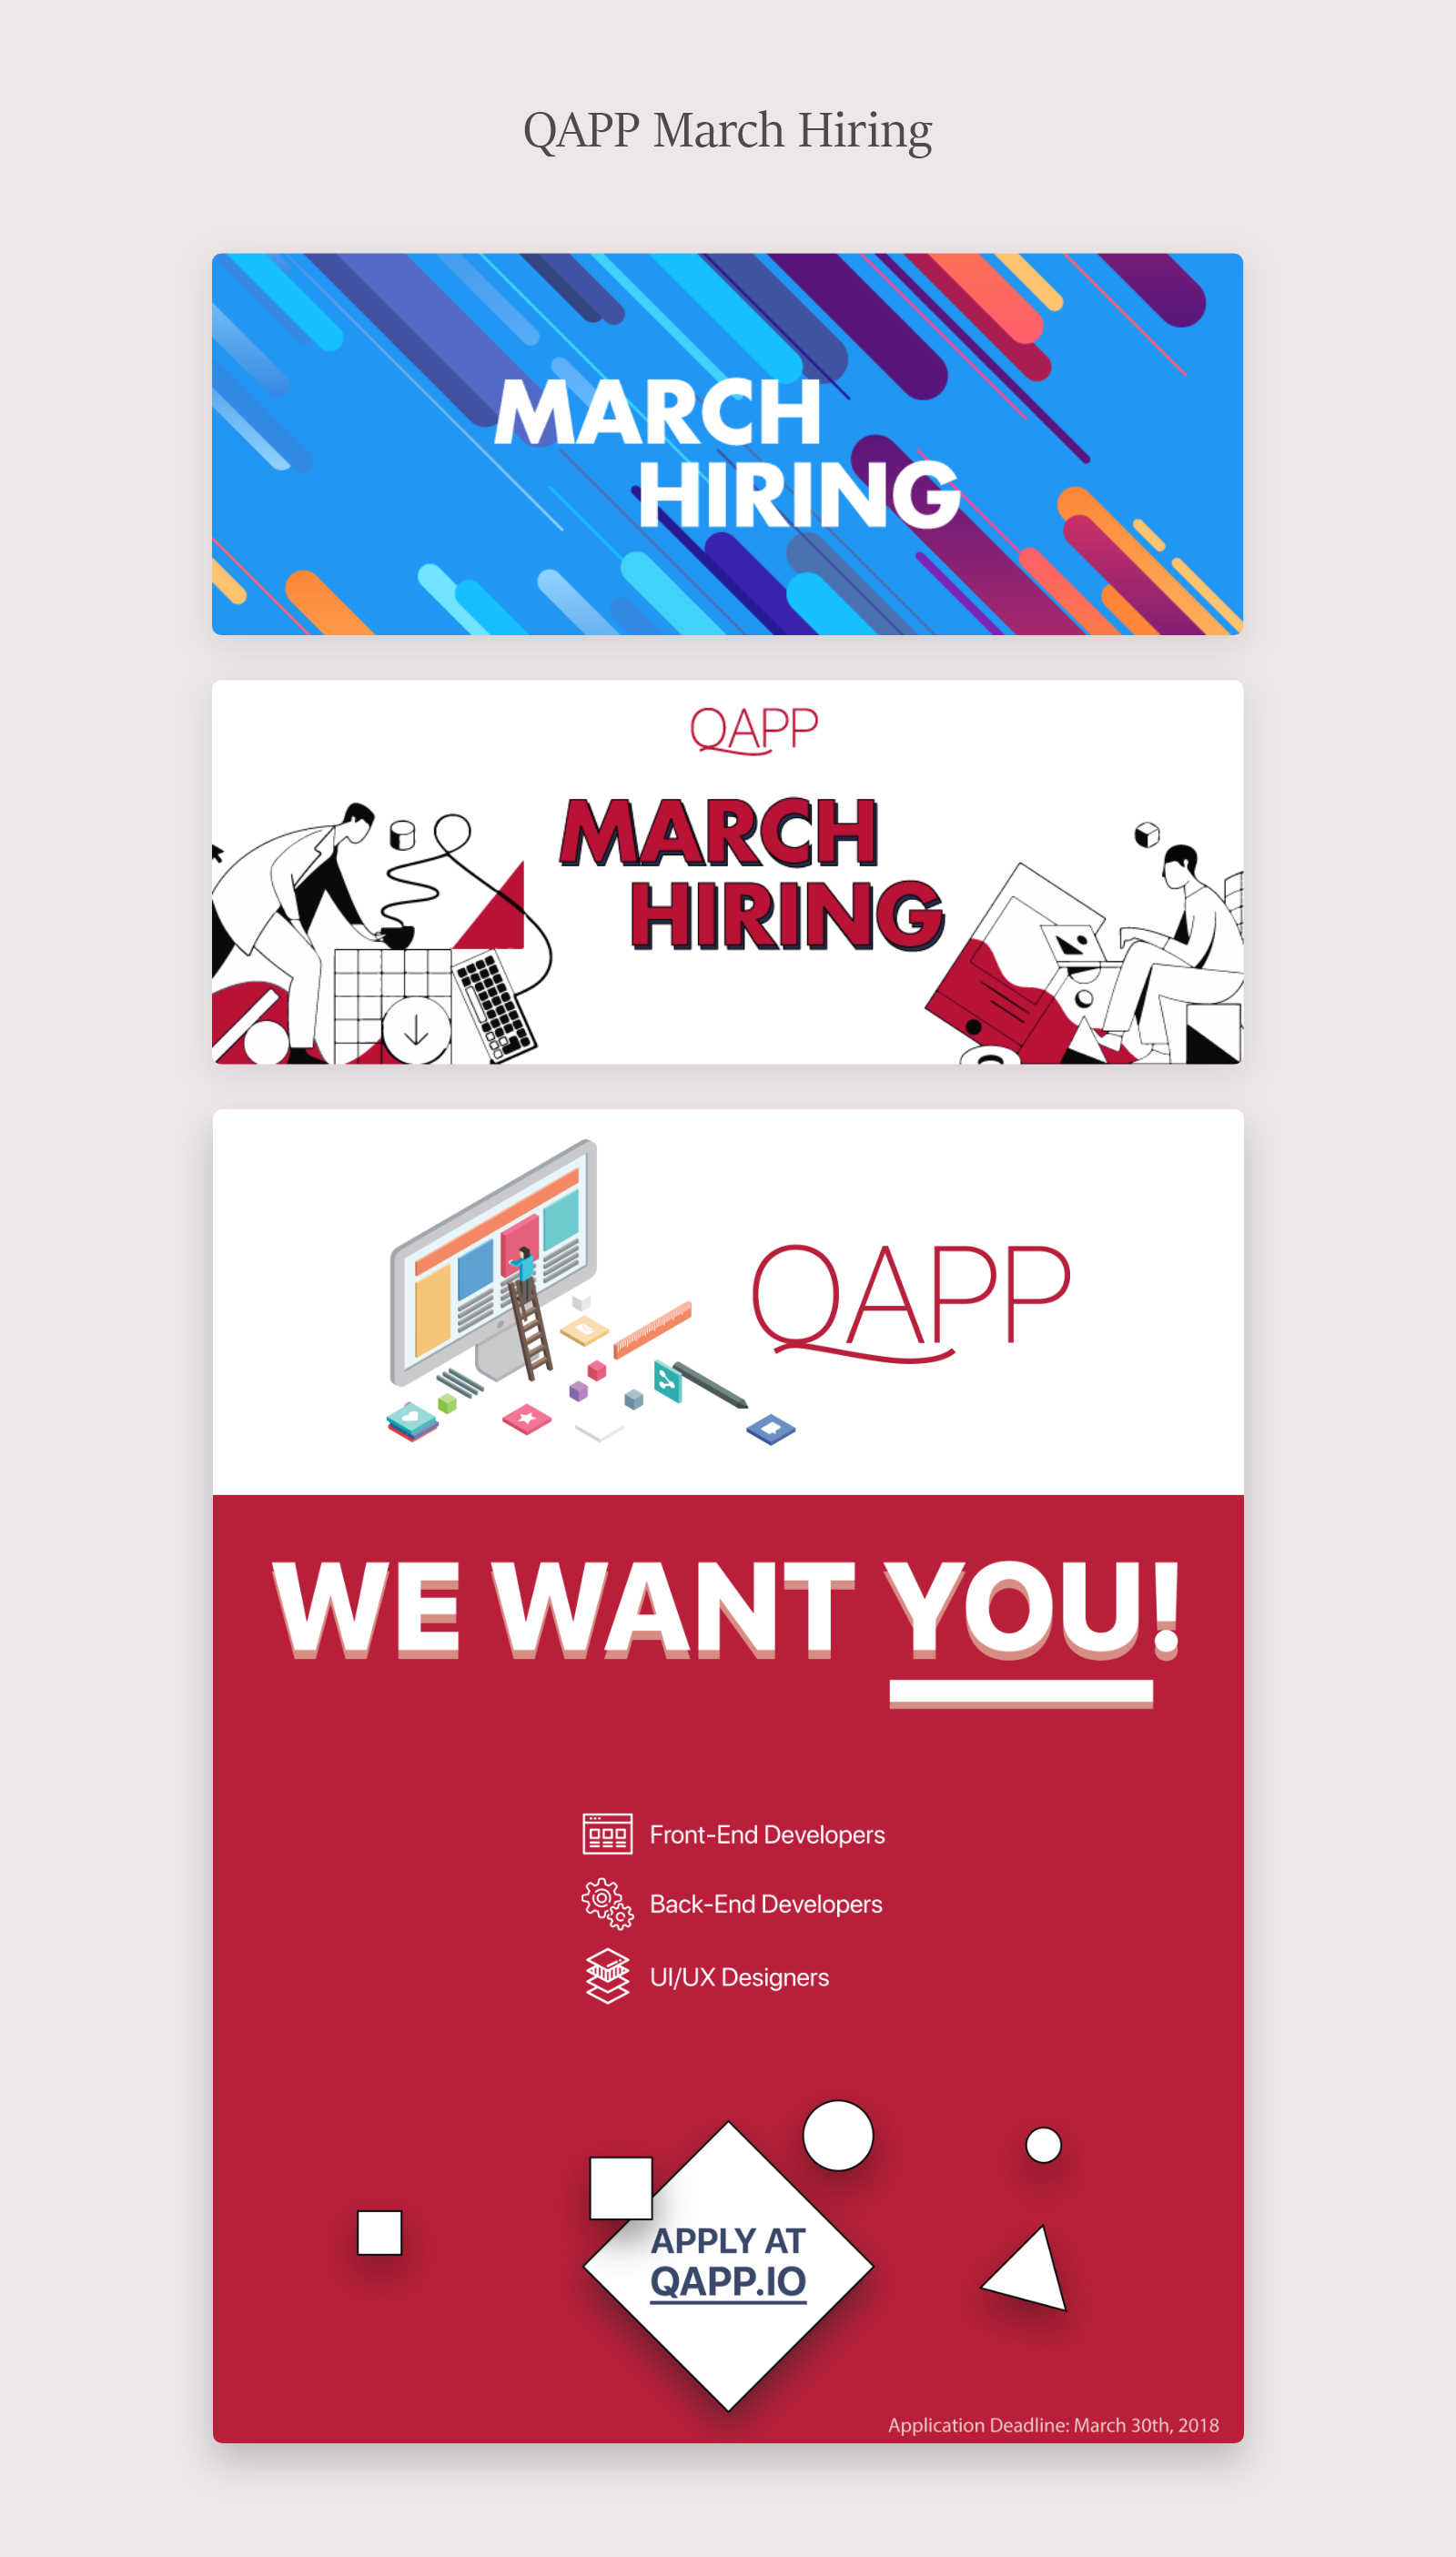 QAPP March Hiring
MARCH
HIRING
QAPP
MARCH
HIRING
QAPP
WE WANT YOU!
Front-End Developers
Back-End Developers
UI/UX Designers
APPLY AT
QAPP.IO
Application Deadline: March 30th, 2018